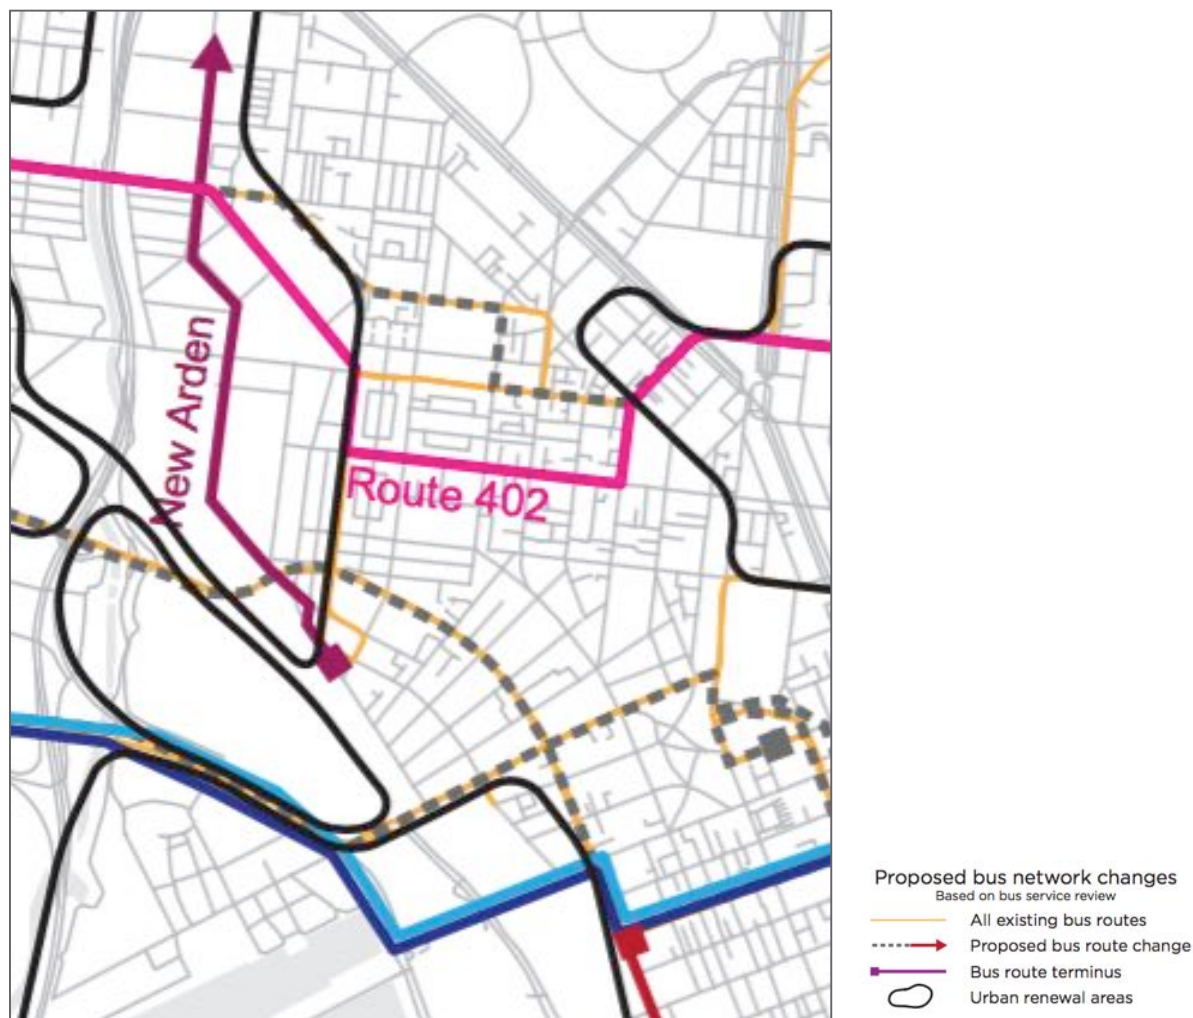 New Arden
Route 402
Proposed bus network changes
Based on bus service review
All existing bus routes
Proposed bus route change
Bus route terminus
Urban renewal areas